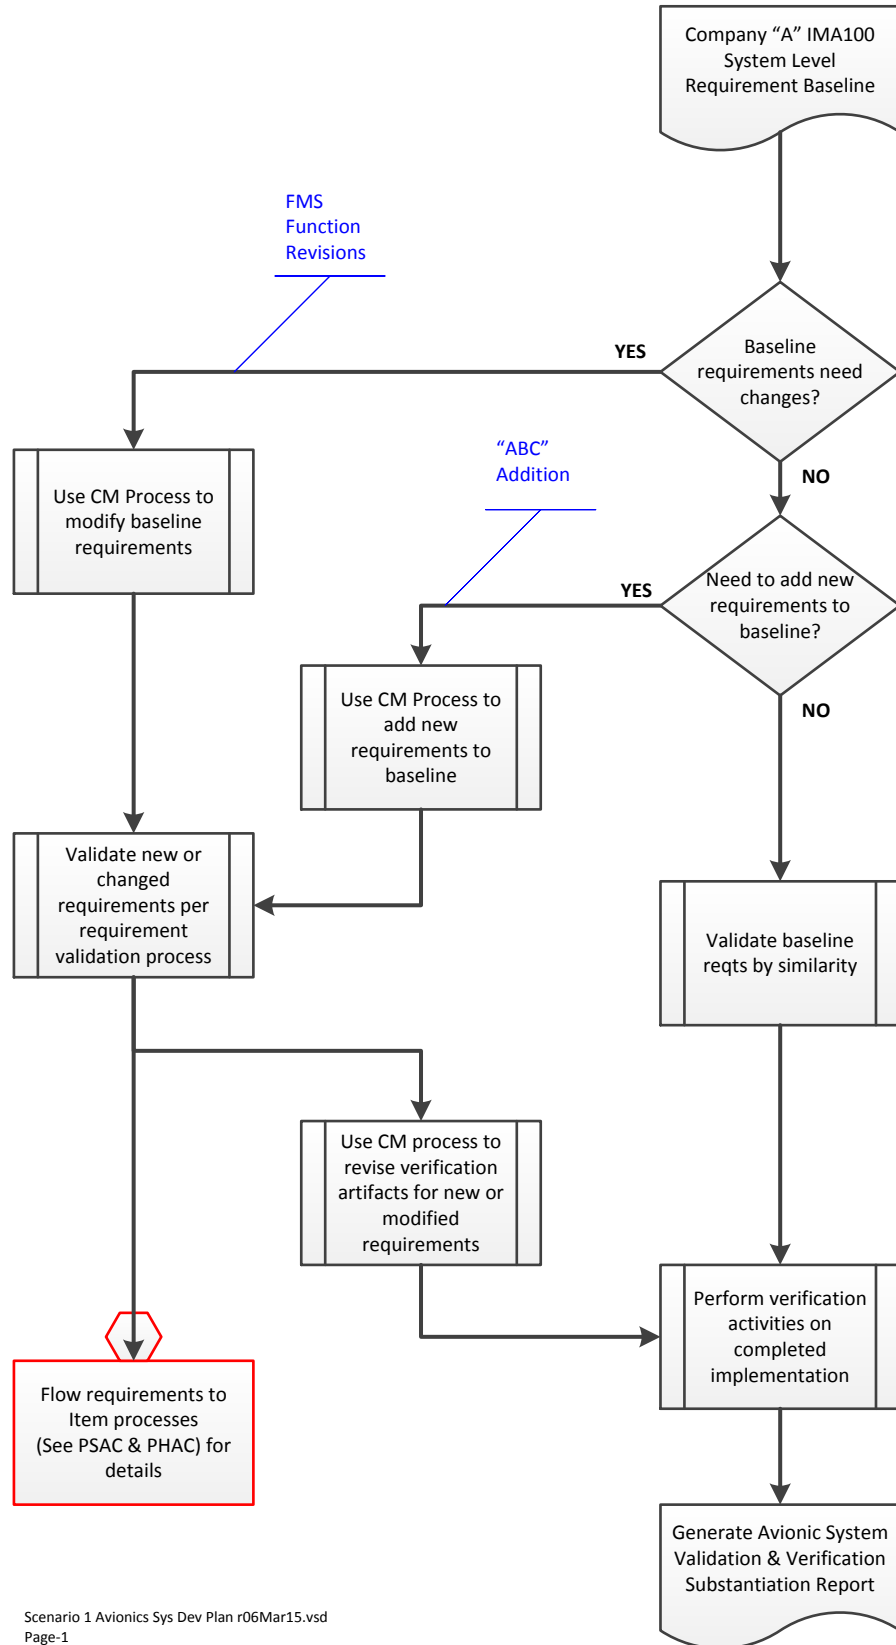 Company “A” IMA100
System Level
Requirement Baseline
FMS
Function
Revisions
YES
Baseline
requirements need
changes?
“ABC”
Addition
NO
Use CM Process to
modify baseline
requirements
YES
Need to add new
requirements to
baseline?
Use CM Process to
add new
requirements to
baseline
NO
Validate new or
changed
requirements per
requirement
validation process
Validate baseline
reqts by similarity
Use CM process to
revise verification
artifacts for new or
modified
requirements
Perform verification
activities on
completed
implementation
Flow requirements to
Item processes
(See PSAC & PHAC) for
details
Generate Avionic System
Validation & Verification
Substantiation Report
Scenario 1 Avionics Sys Dev Plan r06Mar15.vsd
Page-1